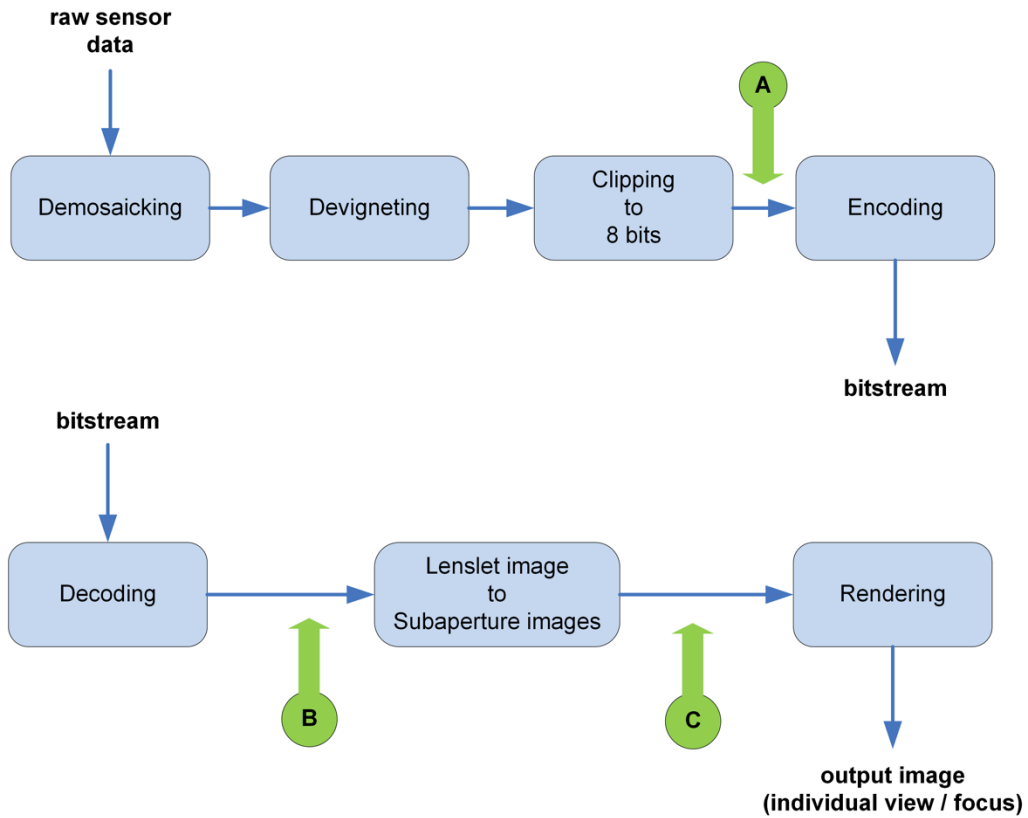 raw sensor
data
A
Demosaicking
Devigneting
Clipping
to
8 bits
Encoding
bitstream
bitstream
Decoding
Lenslet image
to
Subaperture images
Rendering
B
C
output image
(individual view / focus)